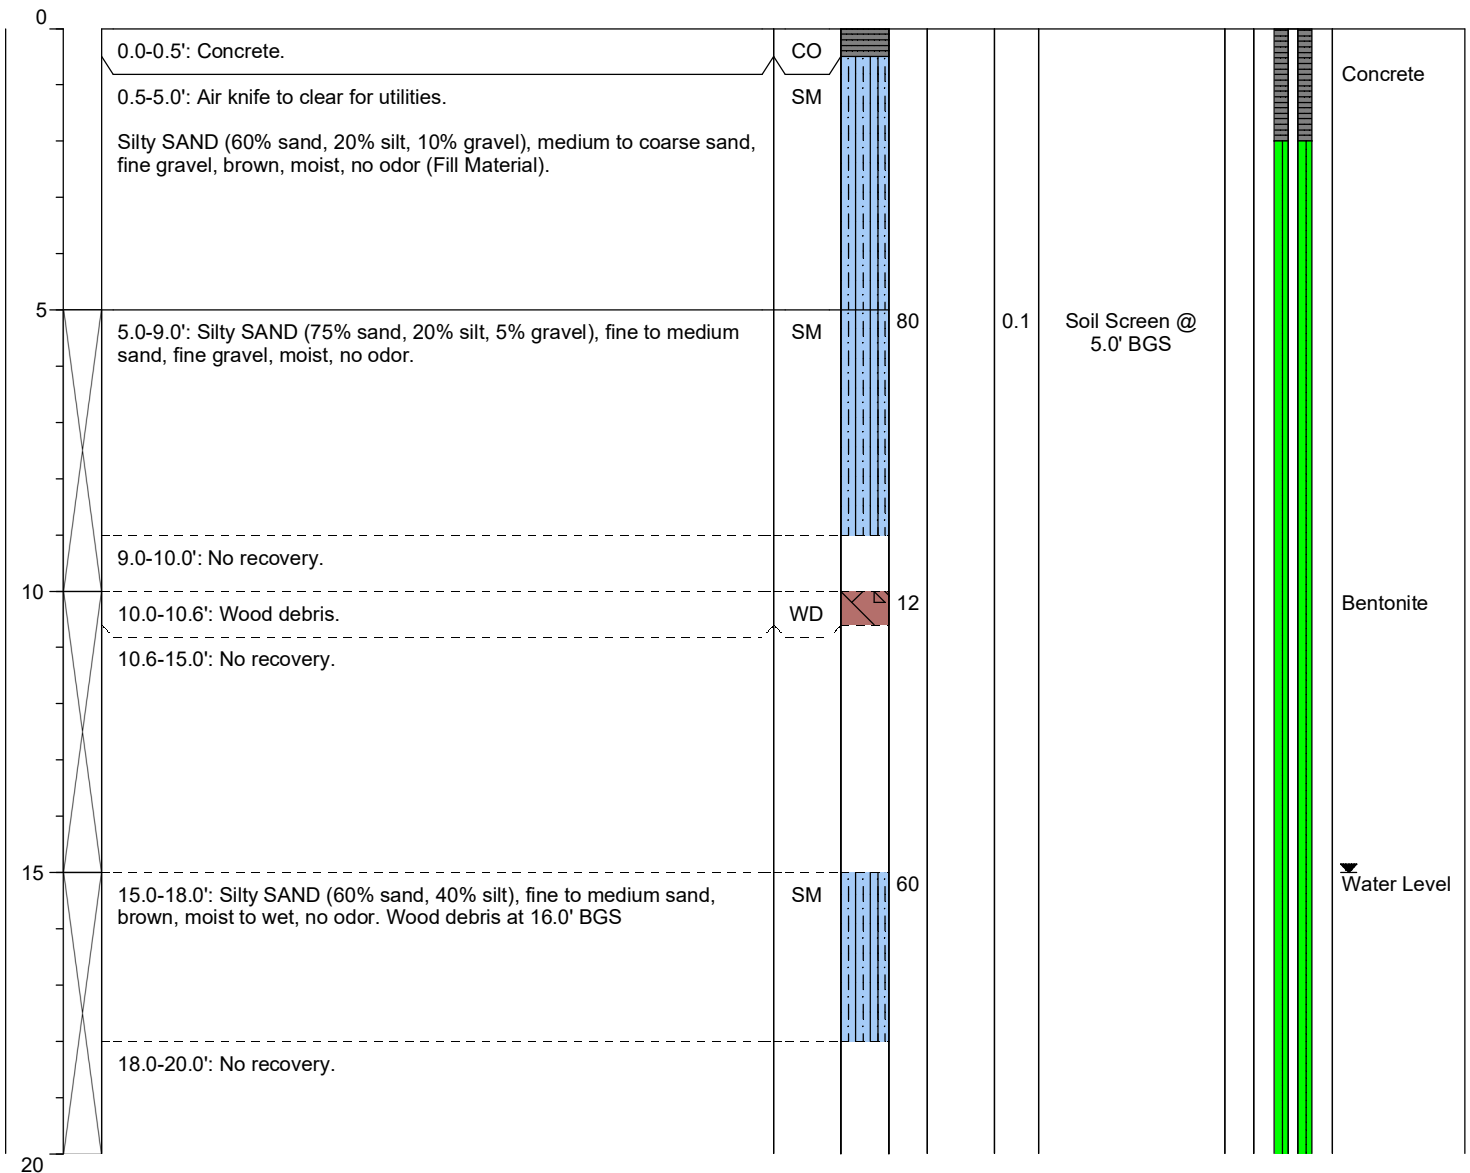 0
0.0-0.5': Concrete.
CO
Concrete
0.5-5.0': Air knife to clear for utilities.
SM
Silty SAND (60% sand, 20% silt, 10% gravel), medium to coarse sand,
fine gravel, brown, moist, no odor (Fill Material).
5
5.0-9.0': Silty SAND (75% sand, 20% silt, 5% gravel), fine to medium
sand, fine gravel, moist, no odor.
SM
80
0.1
Soil Screen @
5.0' BGS
9.0-10.0': No recovery.
10
10.0-10.6': Wood debris.
WD
12
Bentonite
10.6-15.0': No recovery.
15
15.0-18.0': Silty SAND (60% sand, 40% silt), fine to medium sand,
brown, moist to wet, no odor. Wood debris at 16.0' BGS
SM
60
Water Level
18.0-20.0': No recovery.
20